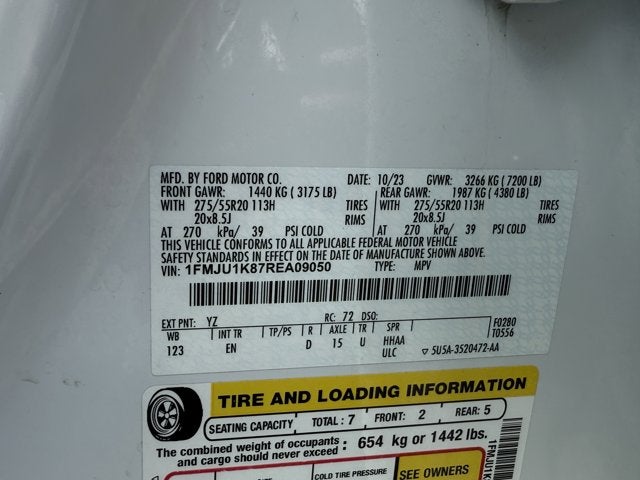 MFD. BY FORD MOTOR CO. DATE: 10/23 GVWR: 3266 KG (7200 LB)
FRONT GAWR: 1440 KG (3175 LB) REAR GAWR: 1987 KG (4380 LB)
WITH 275/55R20 113H TIRES WITH 275/55R20 113H TIRES
20x8.5J RIMS 20x8.5J RIMS
AT 270 kPa/ 39 PSI COLD AT 270 kPa/ 39 PSI COLD
THIS VEHICLE CONFORMS TO ALL APPLICABLE FEDERAL MOTOR VEHICLE
SAFETY STANDARDS IN EFFECT ON THE DATE OF MANUFACTURE SHOWN ABOVE.
VIN: 1FMJU1K87REA09050 TYPE: MPV
EXT PNT: YZ RC: 72 DSO: F0280
WB INT TR TP/PS R AXLE TR SPR T0556
123 EN D 15 U HHAA
ULC ▽ 5U5A-3520472-AA
TIRE AND LOADING INFORMATION
SEATING CAPACITY TOTAL: 7 FRONT: 2 REAR: 5
The combined weight of occupants
and cargo should never exceed: 654 kg or 1442 lbs.
COLD TIRE PRESSURE SEE OWNERS
1FMJU1K